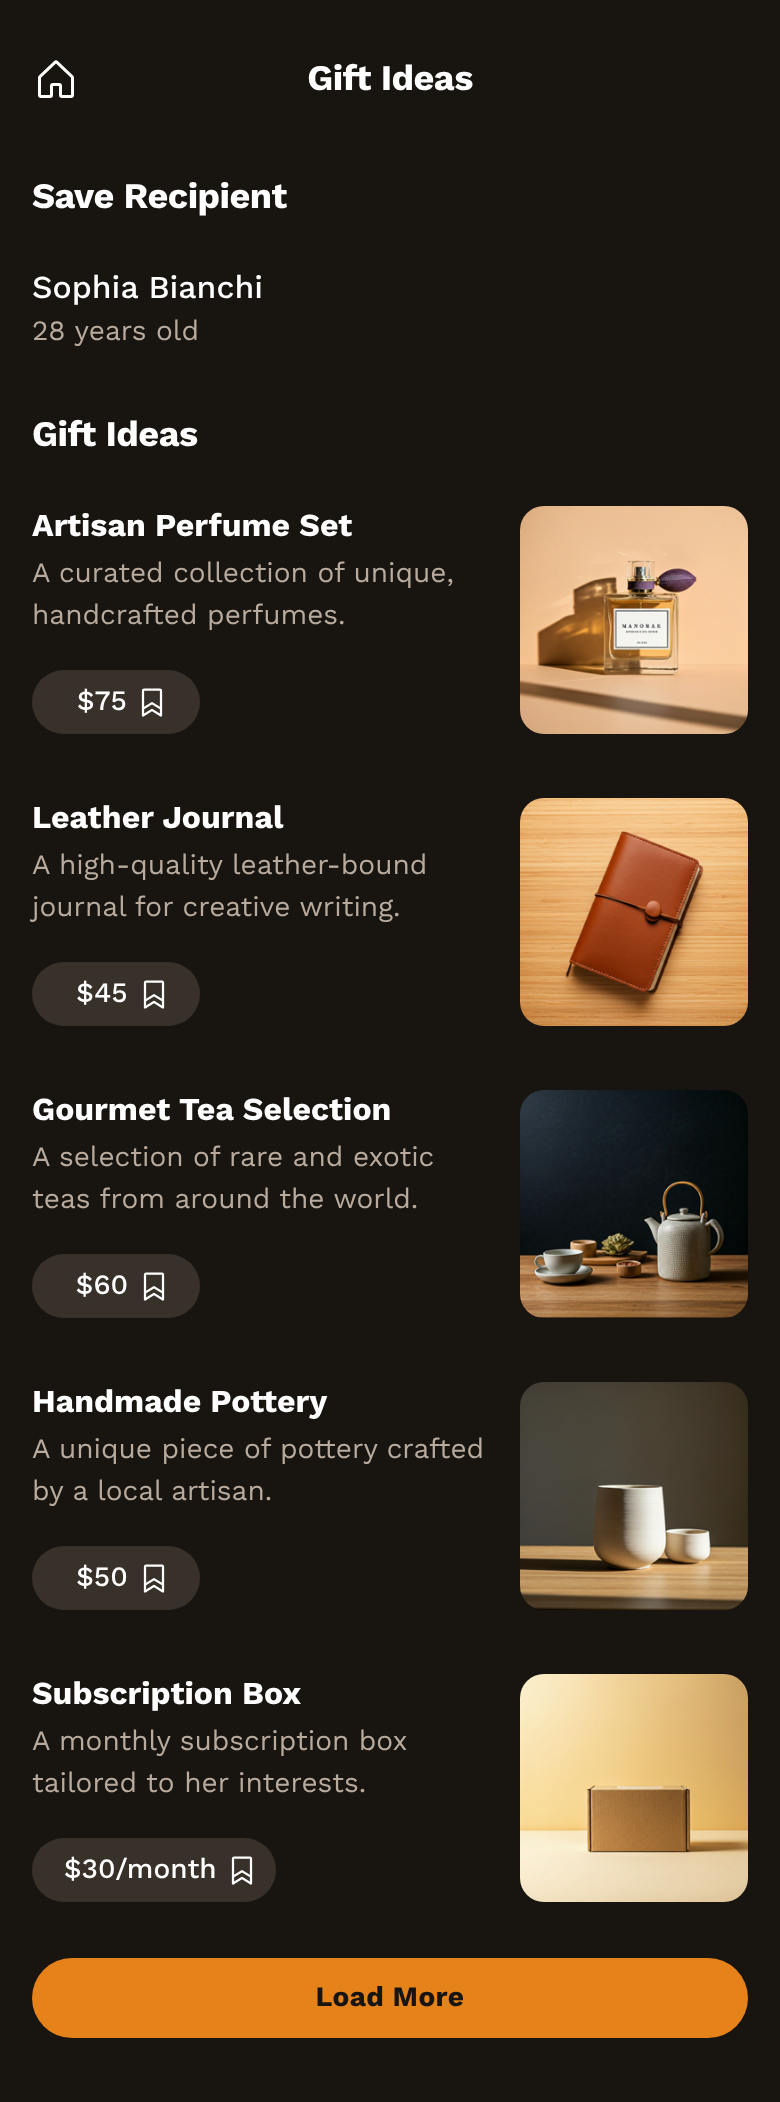 Gift Ideas
Save Recipient
Sophia Bianchi
28 years old
Gift Ideas
Artisan Perfume Set
A curated collection of unique,
handcrafted perfumes.
$75
MANORAE
Leather Journal
A high-quality leather-bound
journal for creative writing.
$45
Gourmet Tea Selection
A selection of rare and exotic
teas from around the world.
$60
Handmade Pottery
A unique piece of pottery crafted
by a local artisan.
$50
Subscription Box
A monthly subscription box
tailored to her interests.
$30/month
Load More